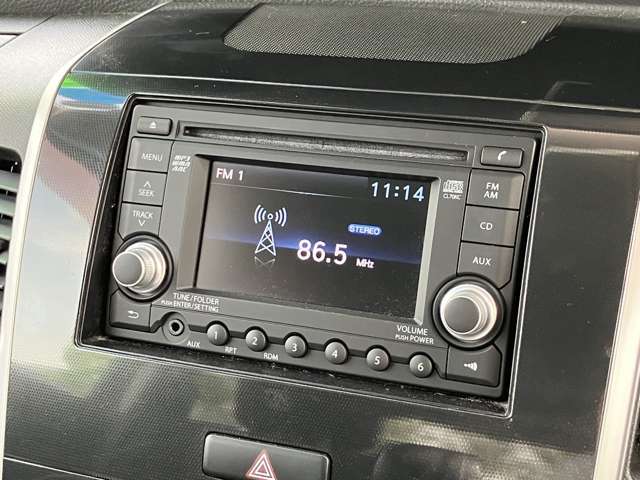 MENU
MP3
WMA
AAC
FM 1
11:14
CL70KC
FM
AM
SEEK
TRACK
STEREO
86.5 MHz
CD
AUX
TUNE/FOLDER
PUSH ENTER/SETTING
VOLUME
PUSH POWER
AUX
1 2 3 4 5 6
RPT RDM